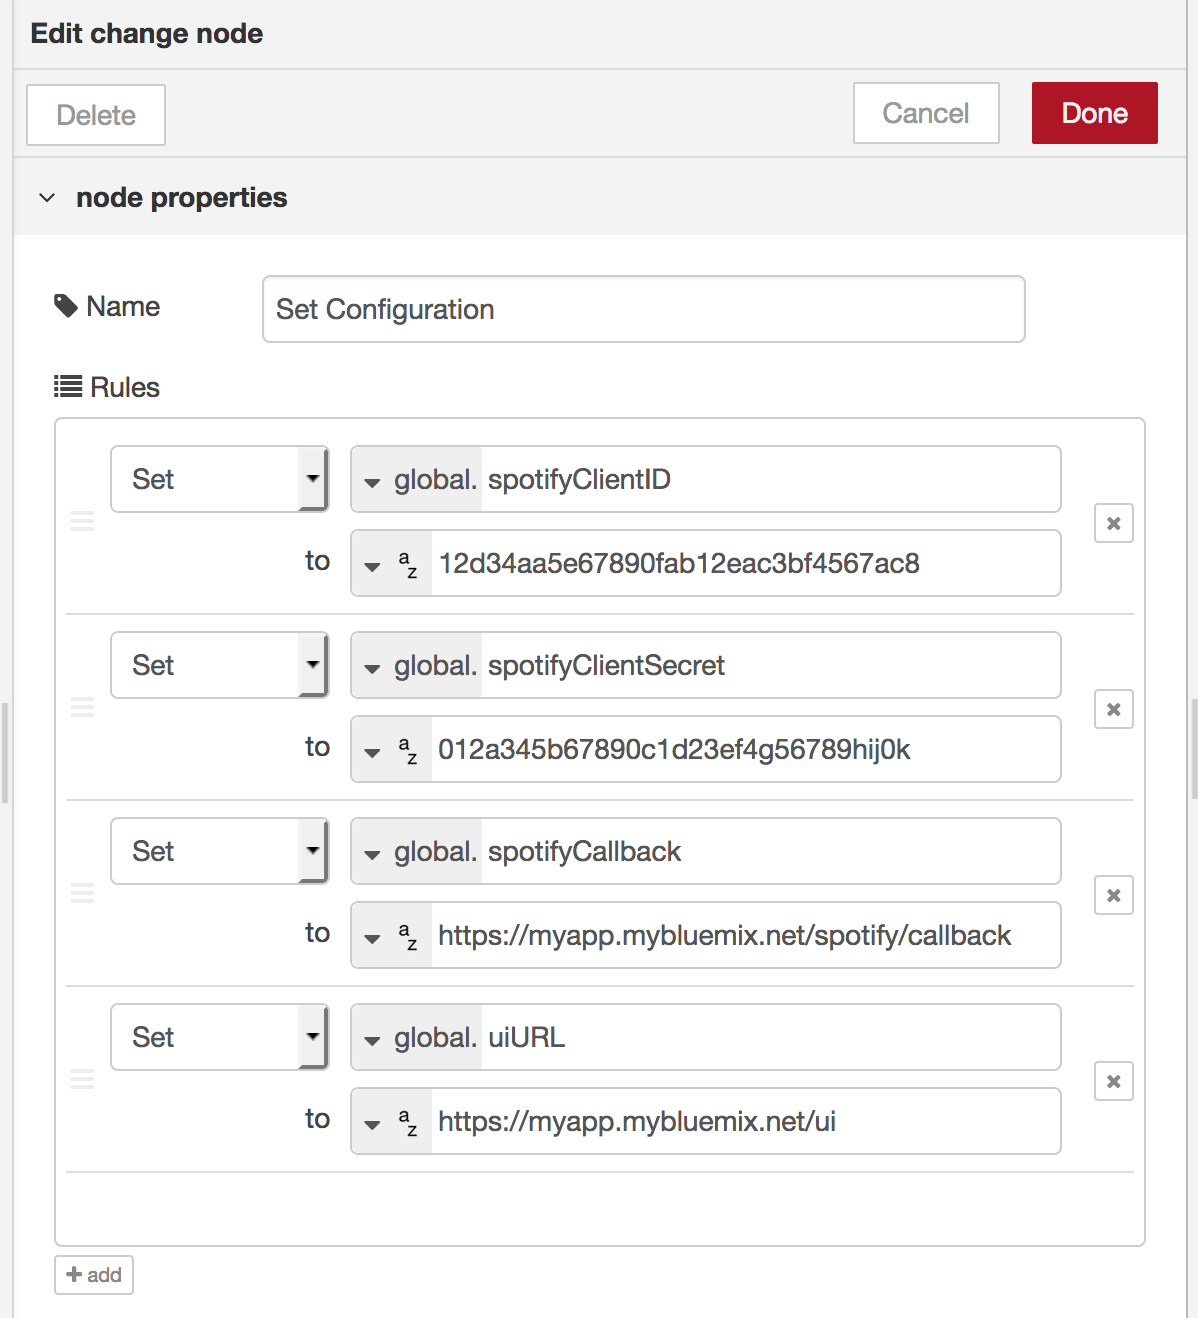 Edit change node
Delete Cancel Done
node properties
Name Set Configuration
Rules
Set global. spotifyClientID
to az 12d34aa5e67890fab12eac3bf4567ac8
Set global. spotifyClientSecret
to az 012a345b67890c1d23ef4g56789hij0k
Set global. spotifyCallback
to az https://myapp.mybluemix.net/spotify/callback
Set global. uiURL
to az https://myapp.mybluemix.net/ui
add